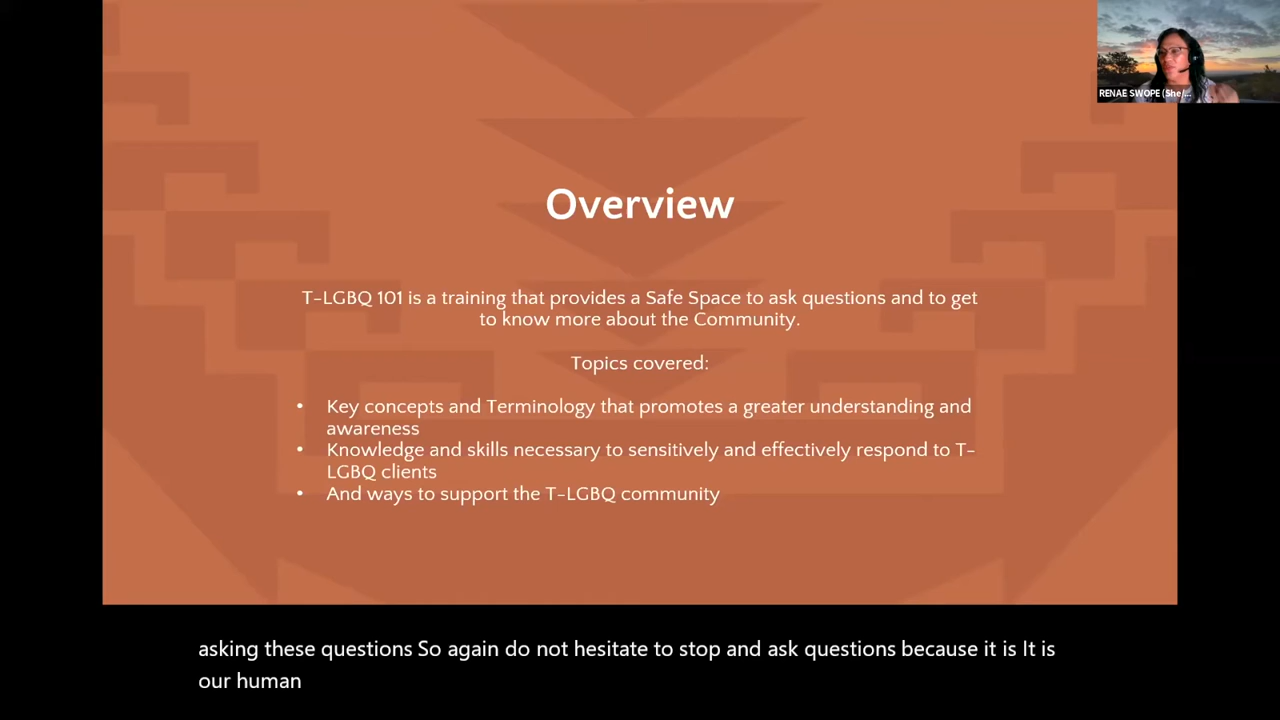 RENAE SWOPE (She/...
Overview
T-LGBQ 101 is a training that provides a Safe Space to ask questions and to get
to know more about the Community.
Topics covered:
• Key concepts and Terminology that promotes a greater understanding and
awareness
• Knowledge and skills necessary to sensitively and effectively respond to T-
LGBQ clients
• And ways to support the T-LGBQ community
asking these questions So again do not hesitate to stop and ask questions because it is It is
our human